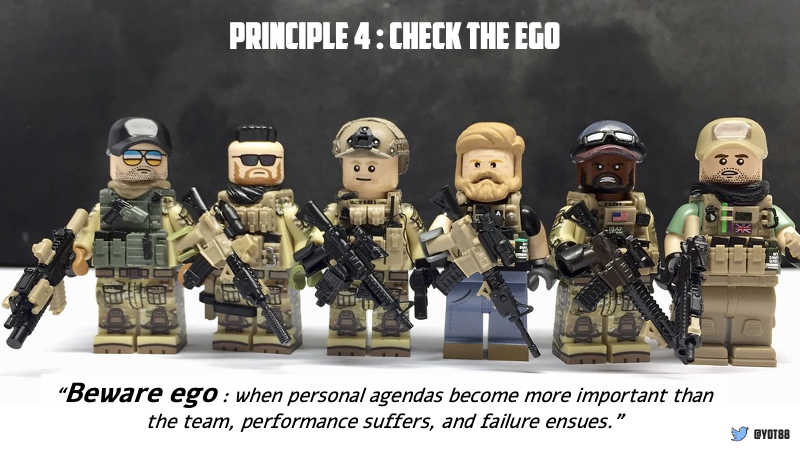 PRINCIPLE 4 : CHECK THE EGO
“Beware ego : when personal agendas become more important than
the team, performance suffers, and failure ensues.”
@YOT88